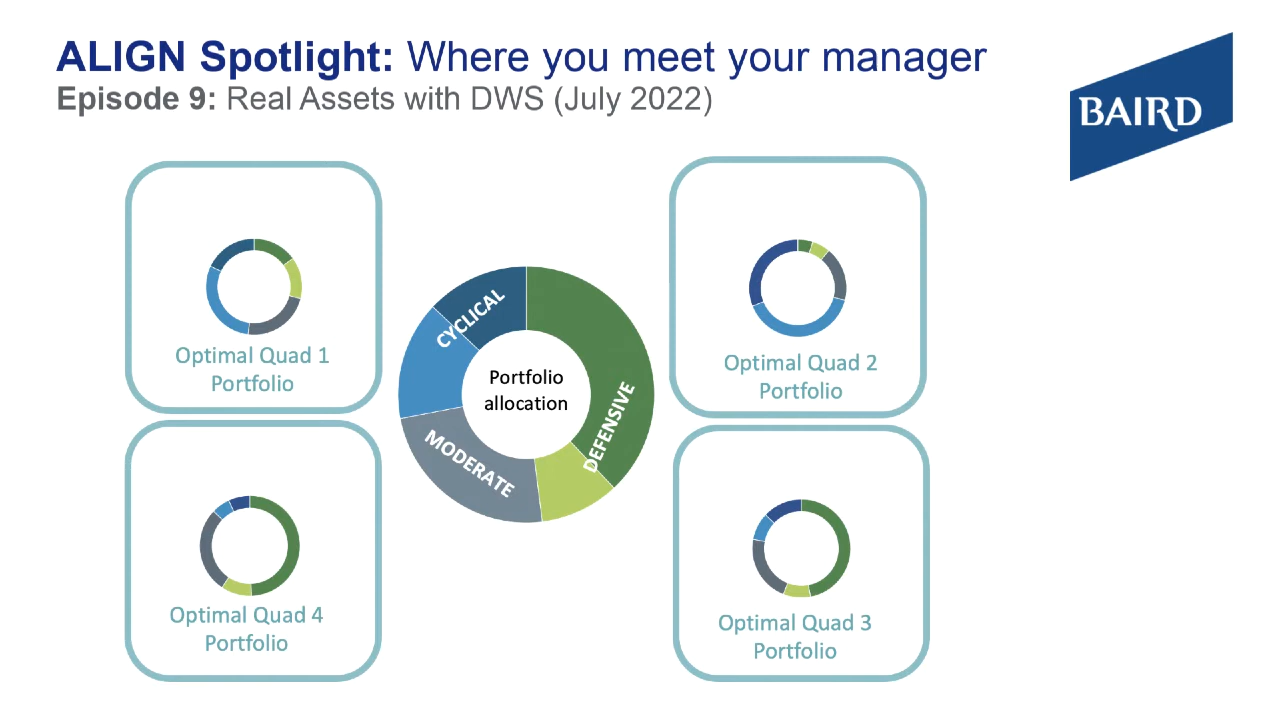 ALIGN Spotlight: Where you meet your manager
Episode 9: Real Assets with DWS (July 2022)
BAIRD
Optimal Quad 1
Portfolio
CYCLICAL
Portfolio
allocation
DEFENSIVE
MODERATE
Optimal Quad 2
Portfolio
Optimal Quad 4
Portfolio
Optimal Quad 3
Portfolio